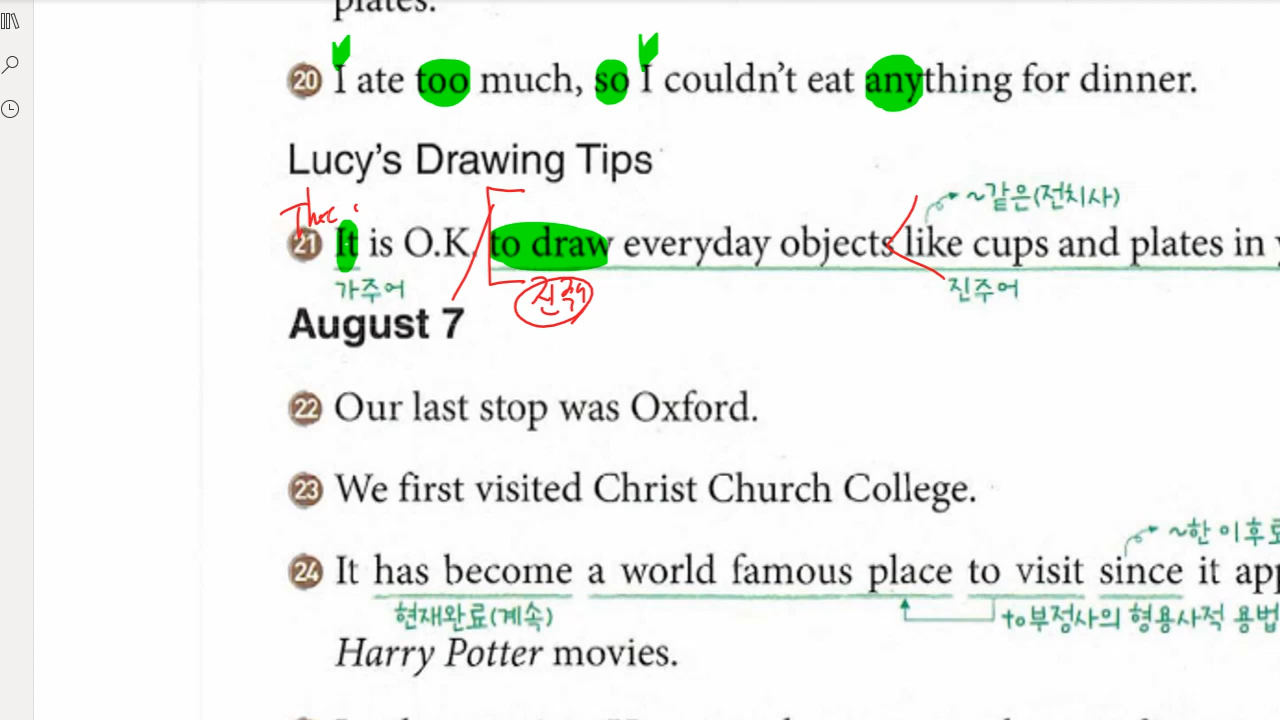 plates.
20 I ate too much, so I couldn't eat anything for dinner.
Lucy's Drawing Tips
~같은(전치사)
21 It is O.K. to draw everyday objects like cups and plates in
가주어
진주어
진주어
August 7
22 Our last stop was Oxford.
23 We first visited Christ Church College.
~한 이후로
24 It has become a world famous place to visit since it app
현재완료(계속)
to부정사의 형용사적 용법
Harry Potter movies.